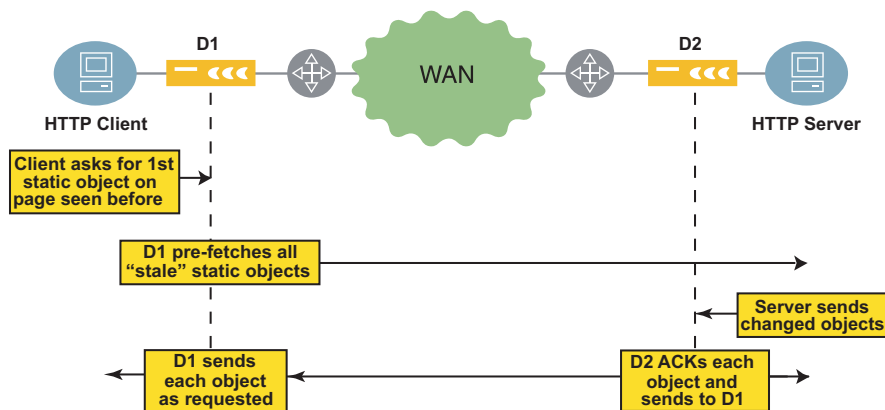 D1
D2
WAN
HTTP Client
HTTP Server
Client asks for 1st
static object on
page seen before
D1 pre-fetches all
“stale” static objects
Server sends
changed objects
D1 sends
each object
as requested
D2 ACKs each
object and
sends to D1